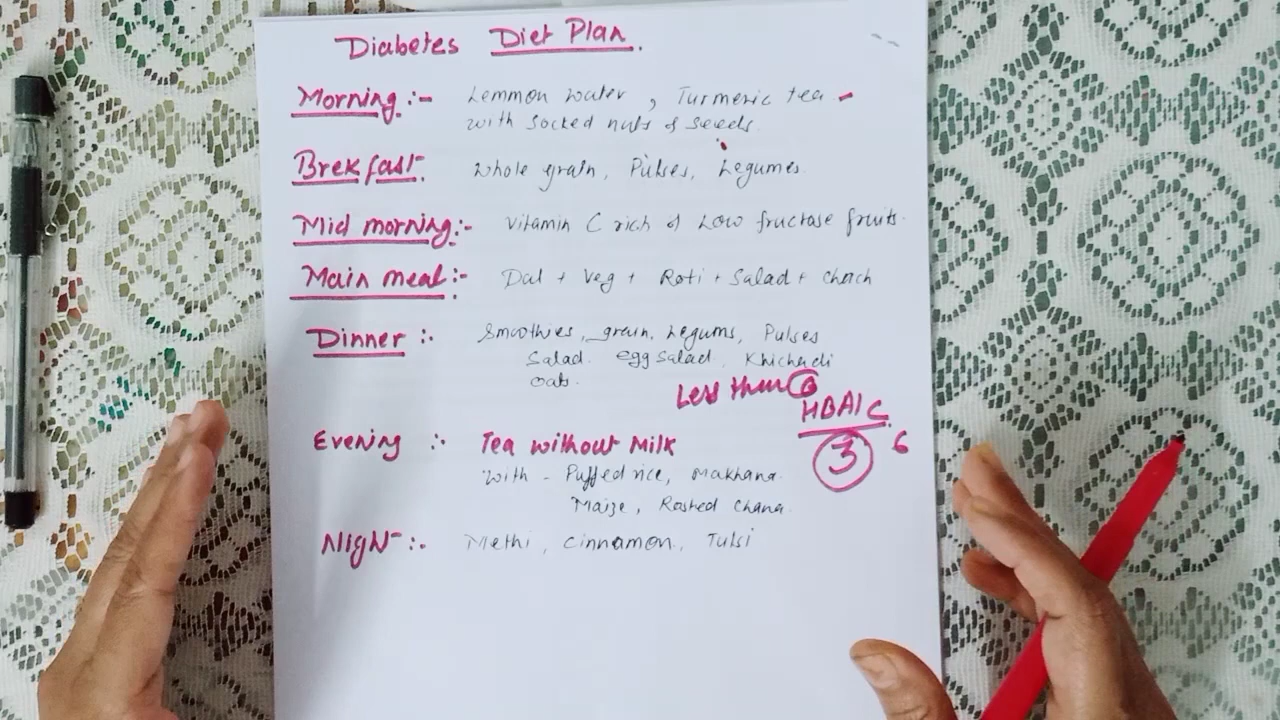 Diabetes Diet Plan.
Morning :- Lemmon water, Turmeric tea -
with Socked nuts & seeds.
Brekfast Whole grain, Pulses, Legumes.
Mid morning :- Vitamin C rich & Low fructase fruits.
Main meal :- Dal + Veg + Roti + Salad + Chach
Dinner :- Smoothies, grain, Legums, Pulses
Salad. egg salad, Khichadi
Oats.
Less than 6
HBA1C
Evening :- Tea without Milk
3 6
with - Puffed rice, Makhana.
Maize, Rosted Chana.
NIgN- :- Methi, Cinnamon, Tulsi